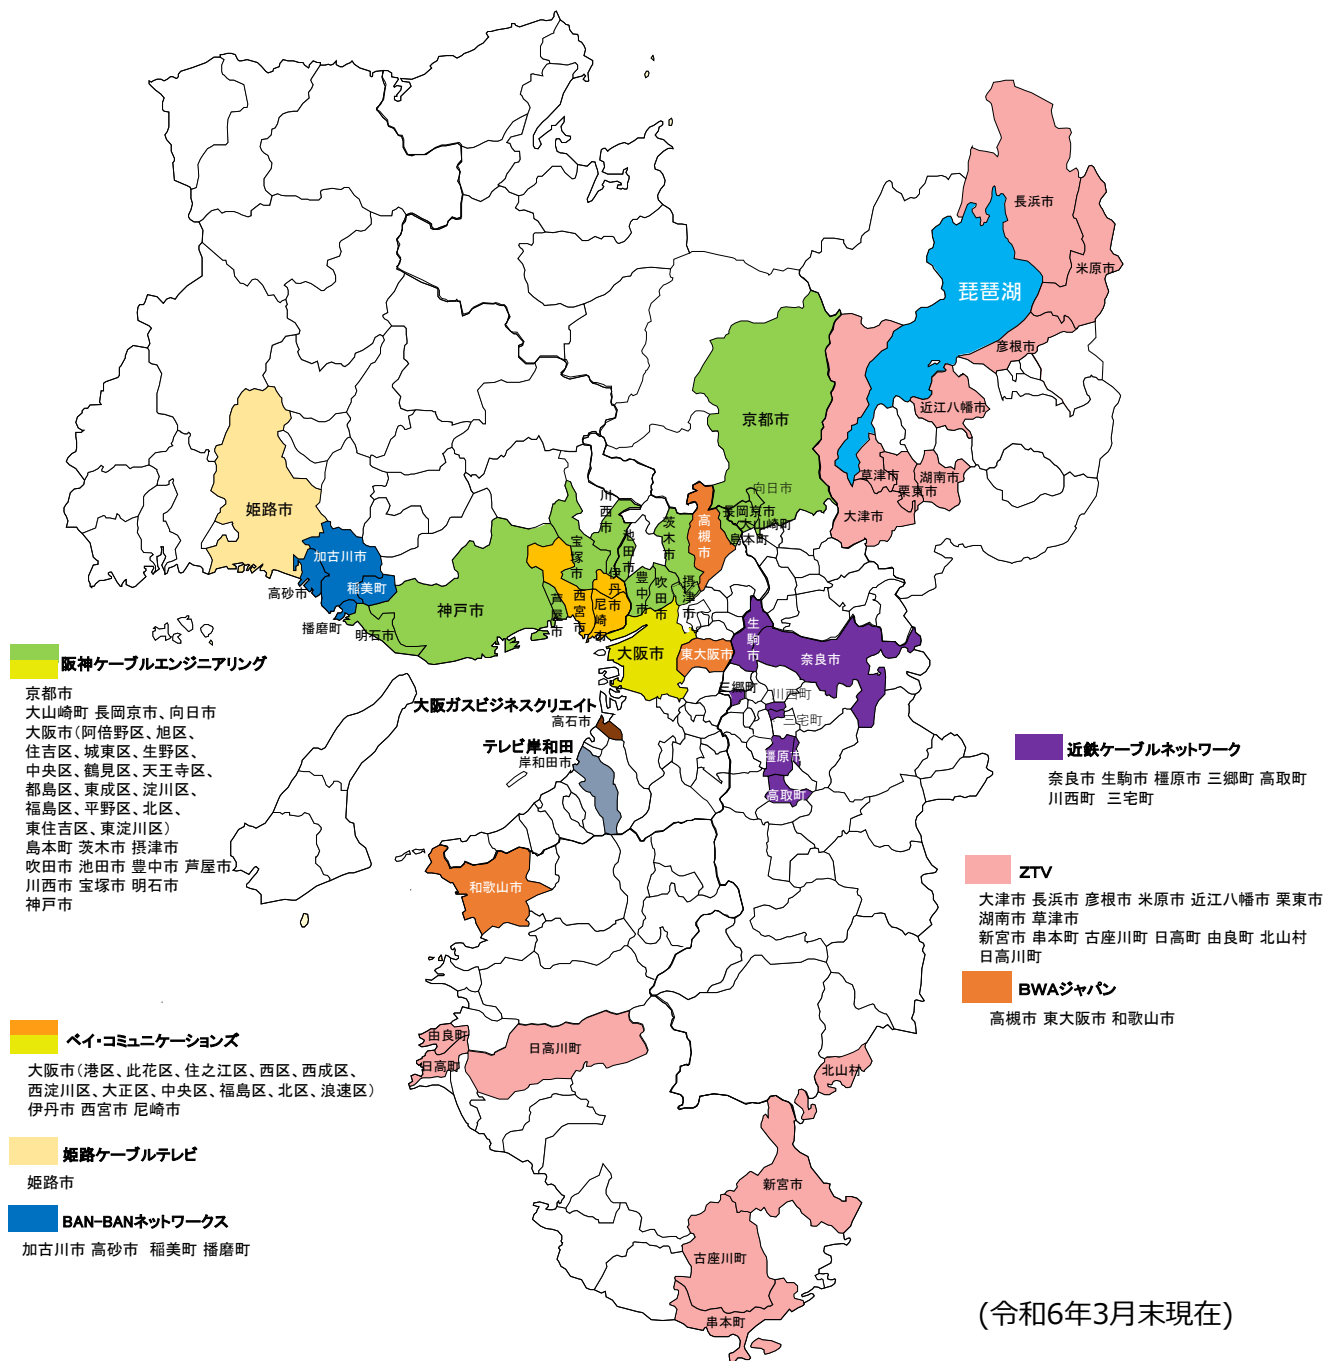 長浜市
米原市
琵琶湖
彦根市
近江八幡市
京都市
草津市
湖南市
栗東市
大津市
向日市
長岡京市
大山崎町
島本町
高槻市
茨木市
川西市
池田市
宝塚市
伊丹市
豊中市
吹田市
摂津市
尼崎市
西宮市
芦屋市
姫路市
加古川市
稲美町
高砂市
播磨町
神戸市
明石市
大阪市
東大阪市
生駒市
奈良市
三郷町
川西町
三宅町
橿原市
高取町
大阪ガスビジネスクリエイト
高石市
テレビ岸和田
岸和田市
和歌山市
由良町
日高町
日高川町
北山村
新宮市
古座川町
串本町
阪神ケーブルエンジニアリング
京都市
大山崎町 長岡京市、向日市
大阪市(阿倍野区、旭区、
住吉区、城東区、生野区、
中央区、鶴見区、天王寺区、
都島区、東成区、淀川区、
福島区、平野区、北区、
東住吉区、東淀川区)
島本町 茨木市 摂津市
吹田市 池田市 豊中市 芦屋市
川西市 宝塚市 明石市
神戸市
ベイ・コミュニケーションズ
大阪市(港区、此花区、住之江区、西区、西成区、
西淀川区、大正区、中央区、福島区、北区、浪速区)
伊丹市 西宮市 尼崎市
姫路ケーブルテレビ
姫路市
BAN-BANネットワークス
加古川市 高砂市 稲美町 播磨町
近鉄ケーブルネットワーク
奈良市 生駒市 橿原市 三郷町 高取町
川西町 三宅町
ZTV
大津市 長浜市 彦根市 米原市 近江八幡市 栗東市
湖南市 草津市
新宮市 串本町 古座川町 日高町 由良町 北山村
日高川町
BWAジャパン
高槻市 東大阪市 和歌山市
(令和6年3月末現在)